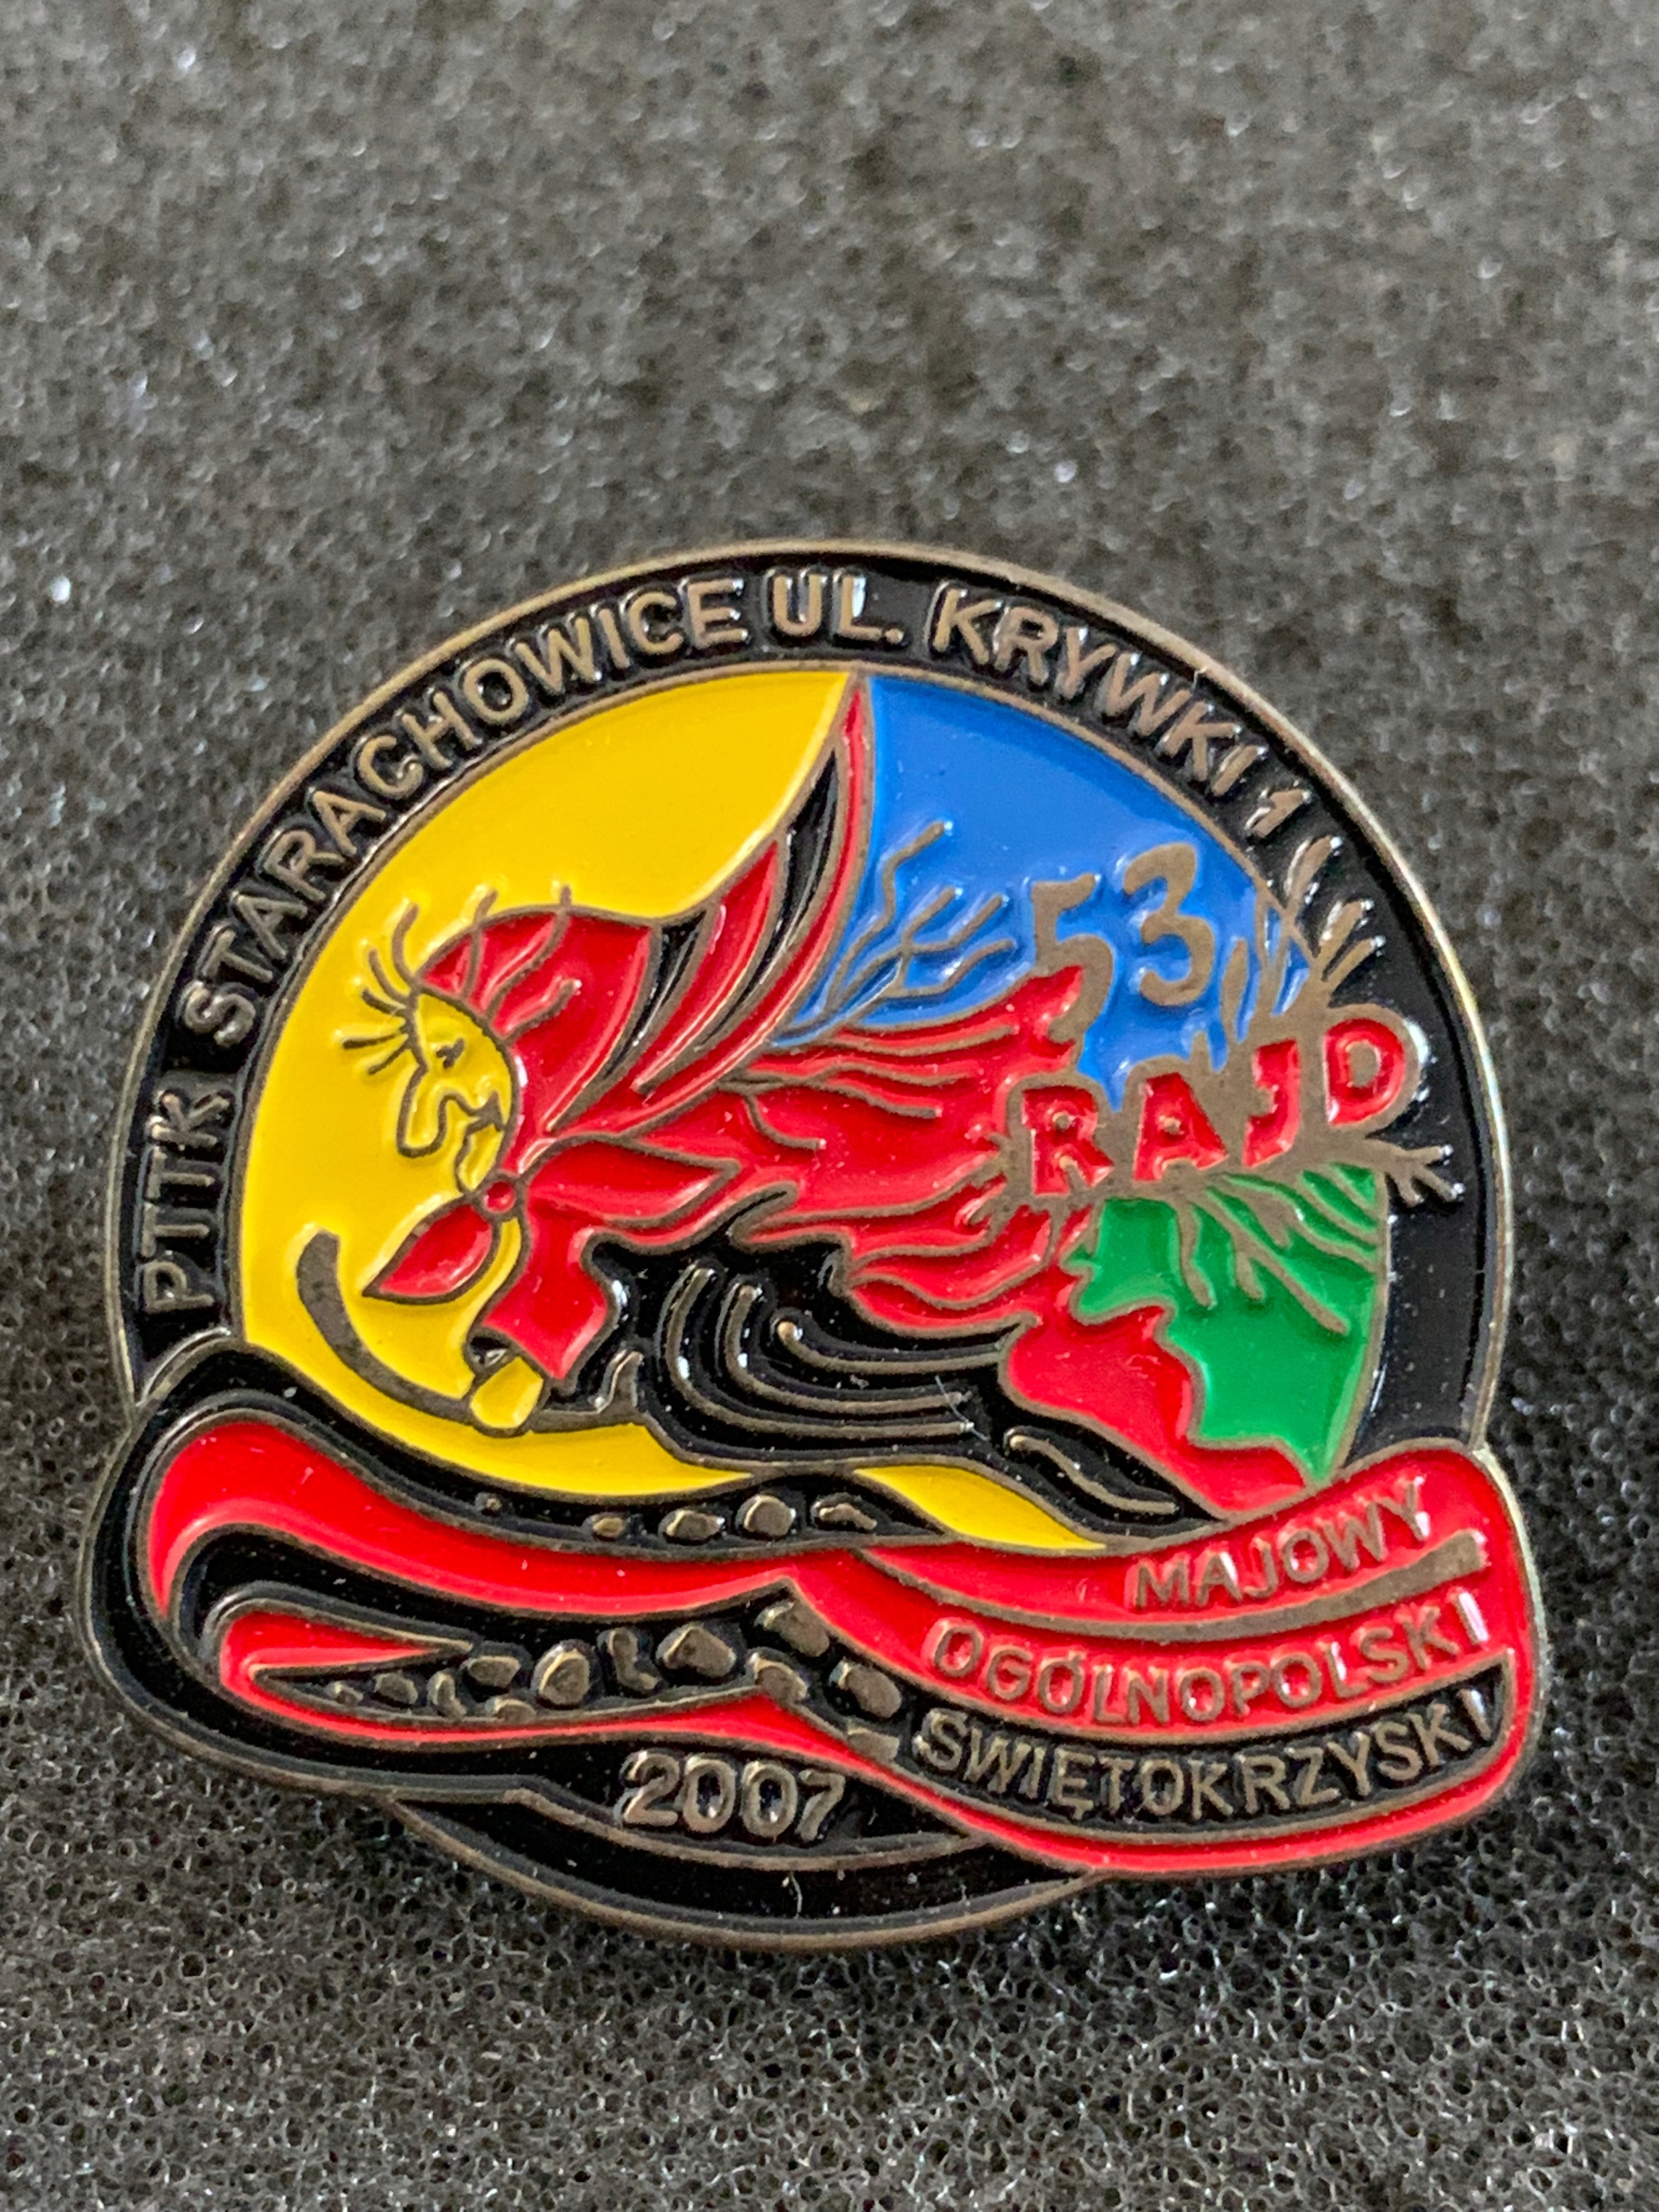 PTTK STARACHOWICE UL. KRYWKI 1
53
RAJD
MAJOWY
OGÓLNOPOLSKI
ŚWIĘTOKRZYSKI
2007